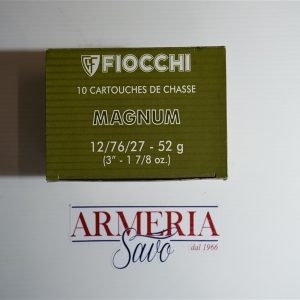 FIOCCHI
10 CARTOUCHES DE CHASSE
MAGNUM
12/76/27 - 52 g
(3" - 1 7/8 oz.)
ARMERIA
Savo
dal 1966